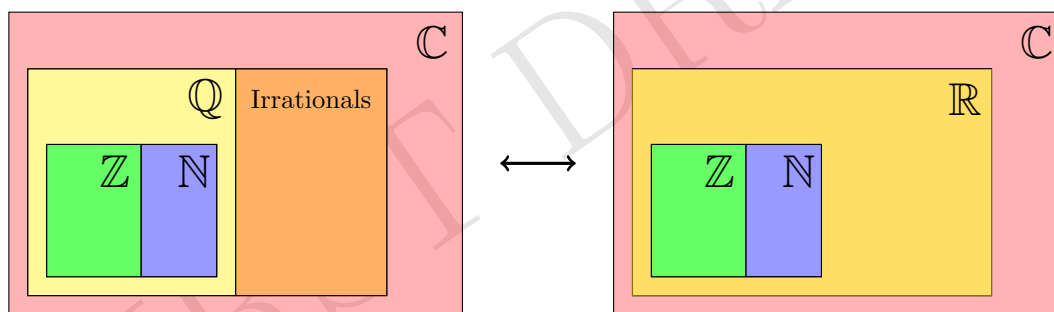 ℂ
ℚ Irrationals
ℤ ℕ
ℂ
ℝ
ℤ ℕ